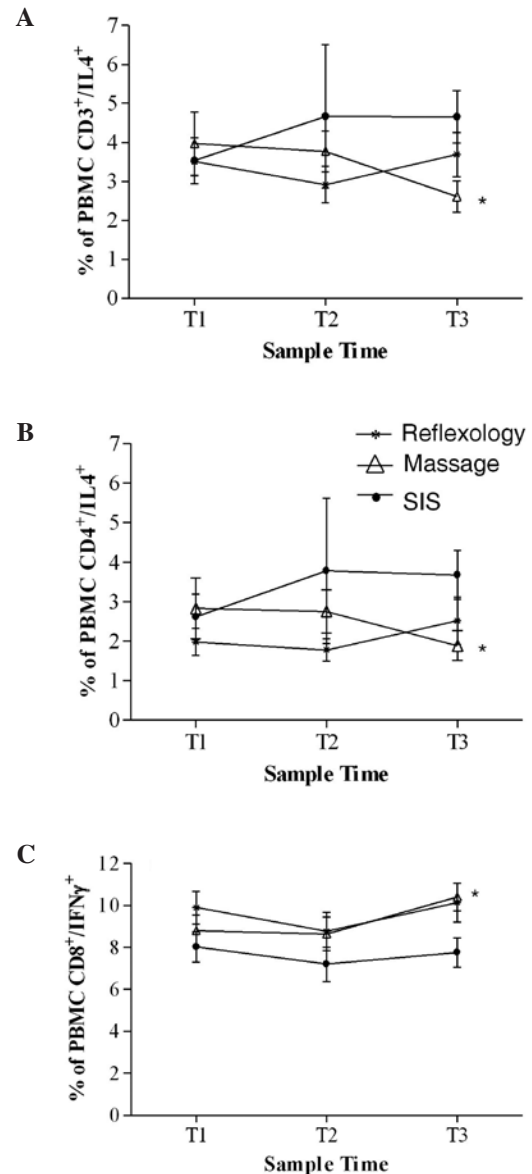 A
% of PBMC CD3⁺/IL4⁺
7
6
5
4
3
2
1
0
*
T1 T2 T3
Sample Time
B
% of PBMC CD4⁺/IL4⁺
7
6
5
4
3
2
1
0
Reflexology
Massage
SIS
*
T1 T2 T3
Sample Time
C
% of PBMC CD8⁺/IFNγ⁺
12
10
8
6
4
2
0
*
T1 T2 T3
Sample Time